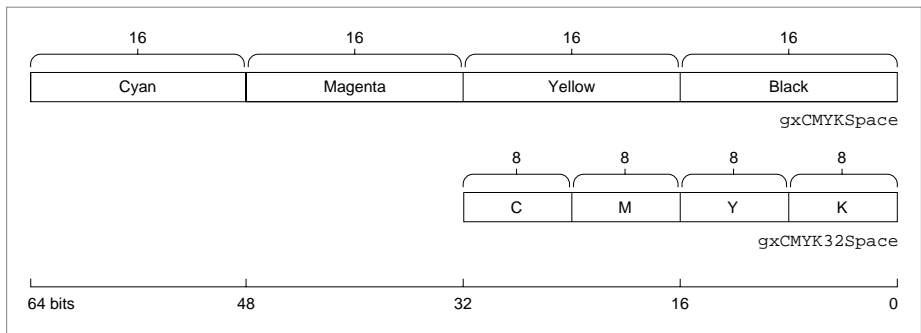 16 16 16 16
Cyan Magenta Yellow Black
gxCMYKSpace
8 8 8 8
C M Y K
gxCMYK32Space
64 bits 48 32 16 0